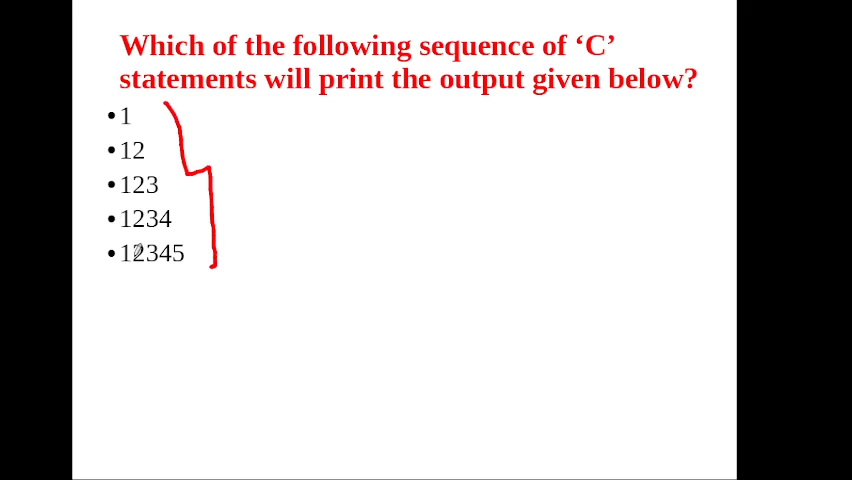 Which of the following sequence of ‘C’
statements will print the output given below?
•1
•12
•123
•1234
•12345